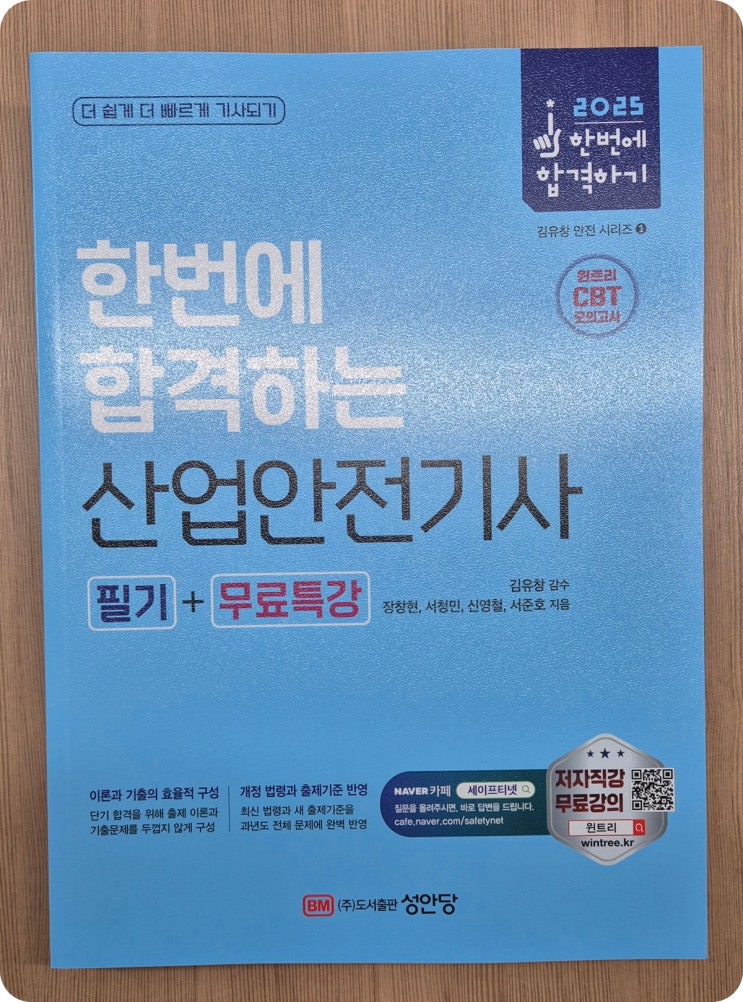 더 쉽게 더 빠르게 기사되기
2025
한번에
합격하기
김유창 안전 시리즈 1
윈트리
CBT
모의고사
한번에
합격하는
산업안전기사
필기 + 무료특강
김유창 감수
장창현, 서청민, 신영철, 서준호 지음
이론과 기출의 효율적 구성
단기 합격을 위해 출제 이론과
기출문제를 두껍지 않게 구성
개정 법령과 출제기준 반영
최신 법령과 새 출제기준을
과년도 전체 문제에 완벽 반영
NAVER 카페 세이프티넷
질문을 올려주시면, 바로 답변을 드립니다.
cafe.naver.com/safetynet
저자직강
무료강의
윈트리
wintree.kr
BM (주)도서출판 성안당